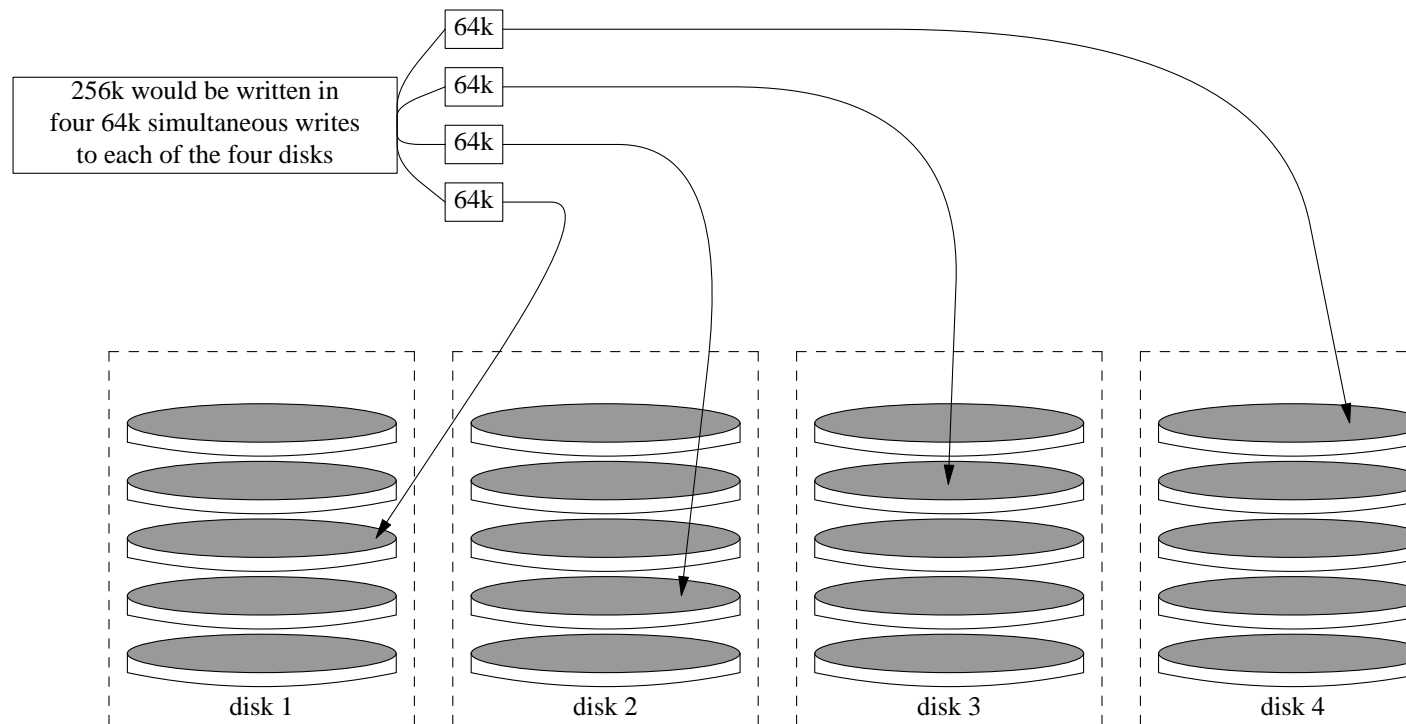 64k
256k would be written in
four 64k simultaneous writes
to each of the four disks
64k
64k
64k
disk 1
disk 2
disk 3
disk 4